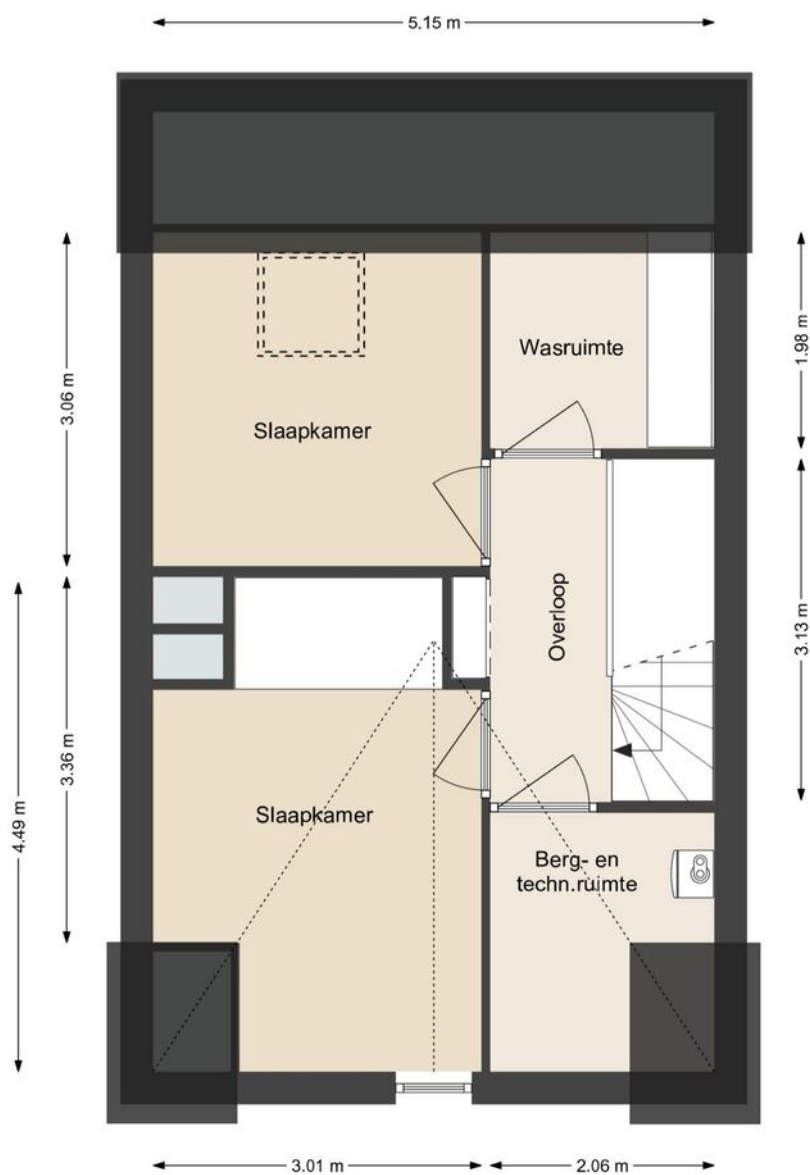 5.15 m
3.06 m
1.98 m
Wasruimte
Slaapkamer
Overloop
3.13 m
3.36 m
4.49 m
Slaapkamer
Berg- en
techn.ruimte
3.01 m
2.06 m